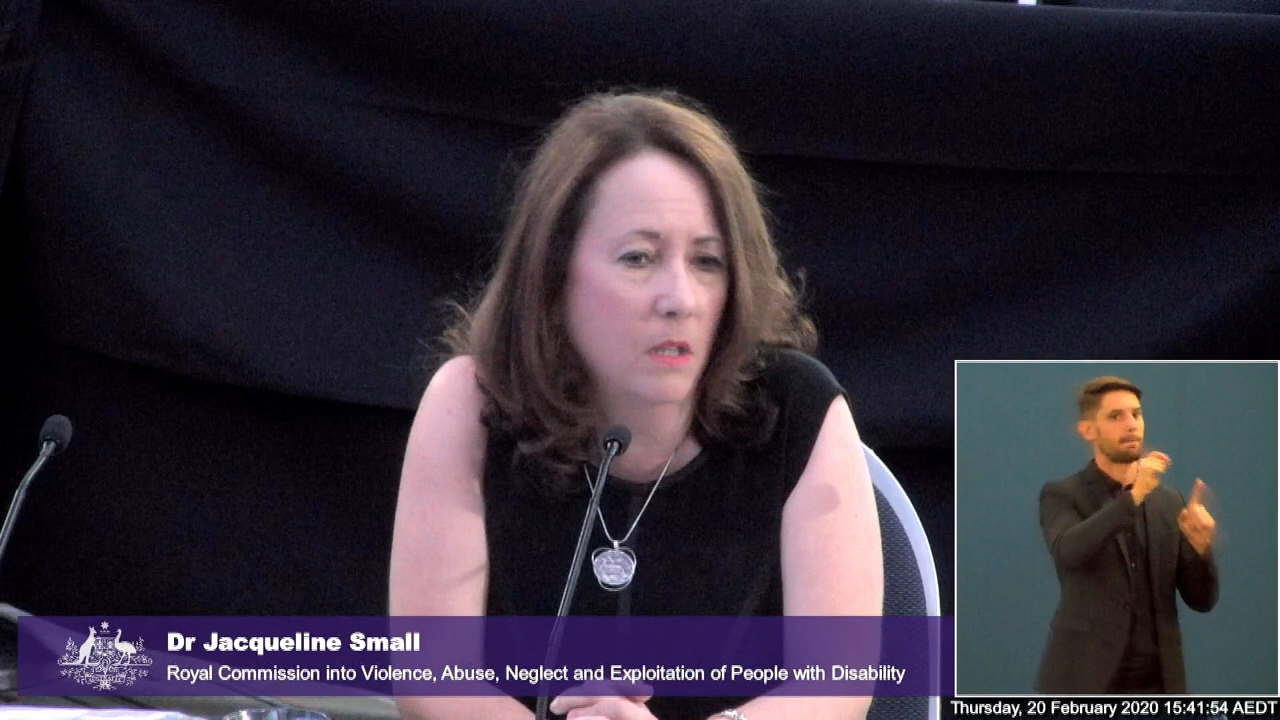 Dr Jacqueline Small
Royal Commission into Violence, Abuse, Neglect and Exploitation of People with Disability
Thursday, 20 February 2020 15:41:54 AEDT